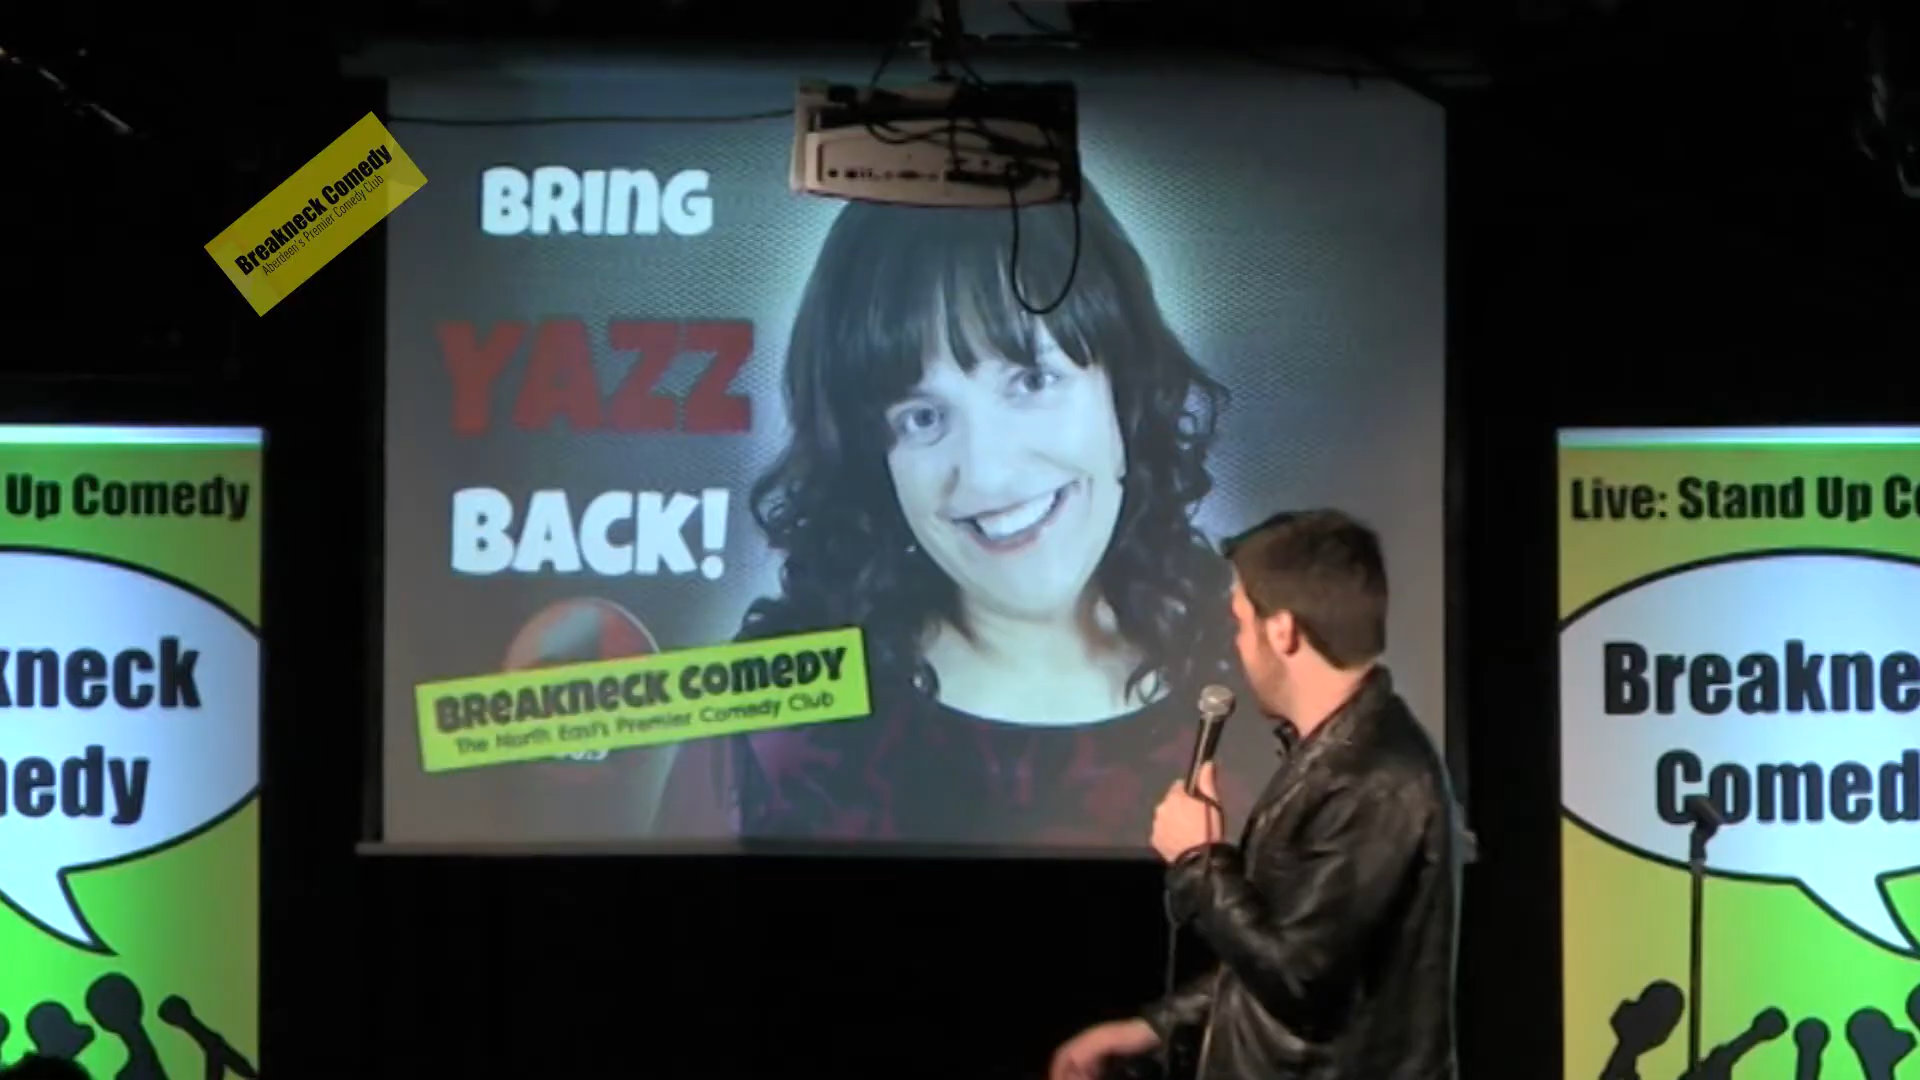 Breakneck Comedy
Aberdeen's Premier Comedy Club
BRING
YAZZ
BACK!
BREAKNECK COMEDY
The North East's Premier Comedy Club
Up Comedy
kneck
medy
Live: Stand Up Co
Breakne
Comed